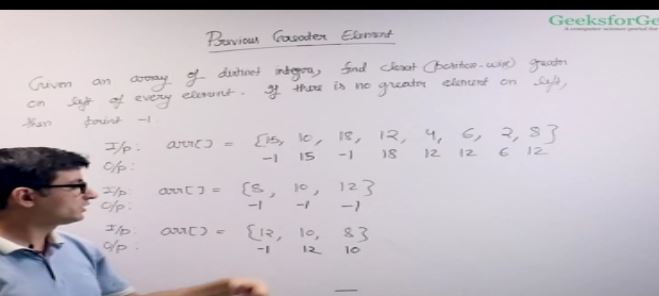 GeeksforGe
A computer science portal for
Previous Greater Element
Given an array of distinct integers, find closest (position-wise) greater
on left of every element. If there is no greater element on left,
then print -1.
I/p: arr[] = {15, 10, 18, 12, 4, 6, 2, 8}
O/p: -1 15 -1 18 12 12 6 12
I/p: arr[] = {8, 10, 12}
O/p: -1 -1 -1
I/p: arr[] = {12, 10, 8}
O/p: -1 12 10